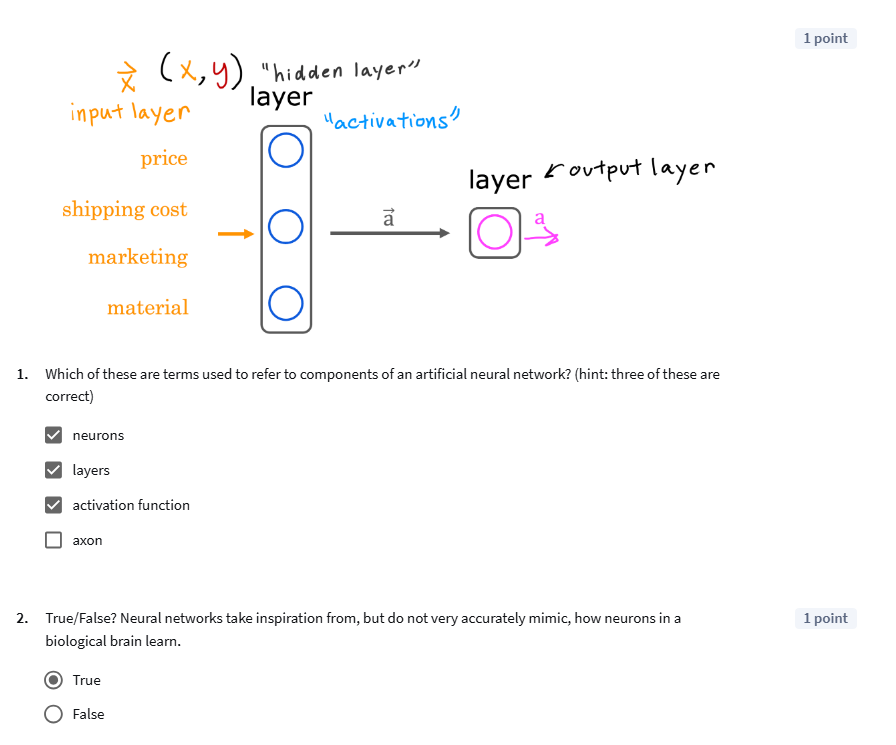 1 point
x⃗ (x,y) "hidden layer"
input layer
layer
"activations"
price
layer output layer
shipping cost
a⃗
a
marketing
material
1. Which of these are terms used to refer to components of an artificial neural network? (hint: three of these are
correct)
neurons
layers
activation function
axon
2. True/False? Neural networks take inspiration from, but do not very accurately mimic, how neurons in a
biological brain learn.
1 point
True
False